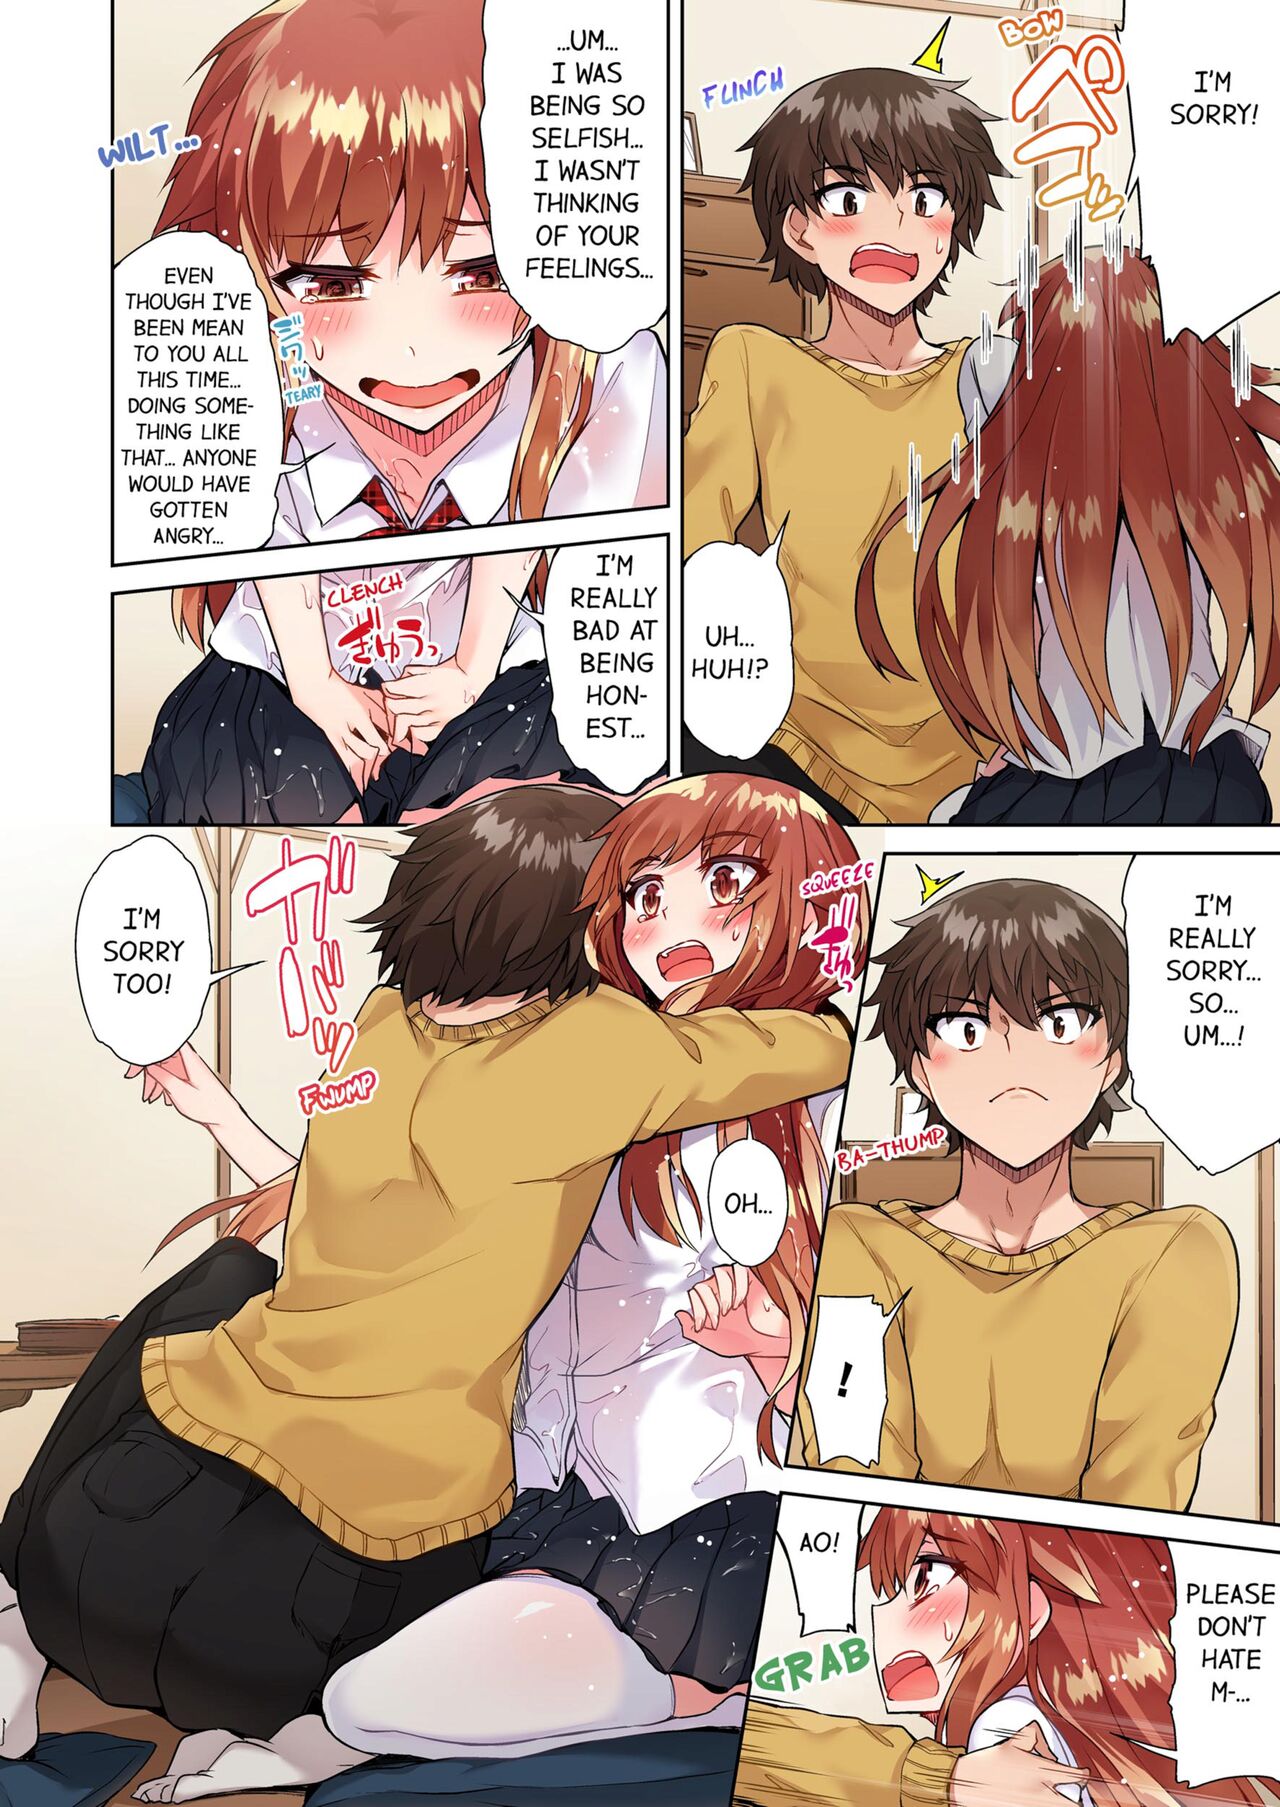 I'M
SORRY!
BOW
ペコッ
FLINCH
UH...
HUH!?
...UM...
I WAS
BEING SO
SELFISH...
I WASN'T
THINKING
OF YOUR
FEELINGS...
WILT...
EVEN
THOUGH I'VE
BEEN MEAN
TO YOU ALL
THIS TIME...
DOING SOME-
THING LIKE
THAT... ANYONE
WOULD HAVE
GOTTEN
ANGRY...
ジワッ
TEARY
I'M
REALLY
BAD AT
BEING
HON-
EST...
CLENCH
ぎゅうっ
I'M
REALLY
SORRY...
SO...
UM...!
BA-THUMP
!
PLEASE
DON'T
HATE
M-...
AO!
GRAB
SQUEEZE
ぎゅっ
OH...
I'M
SORRY
TOO!
ガバッ
FWUMP